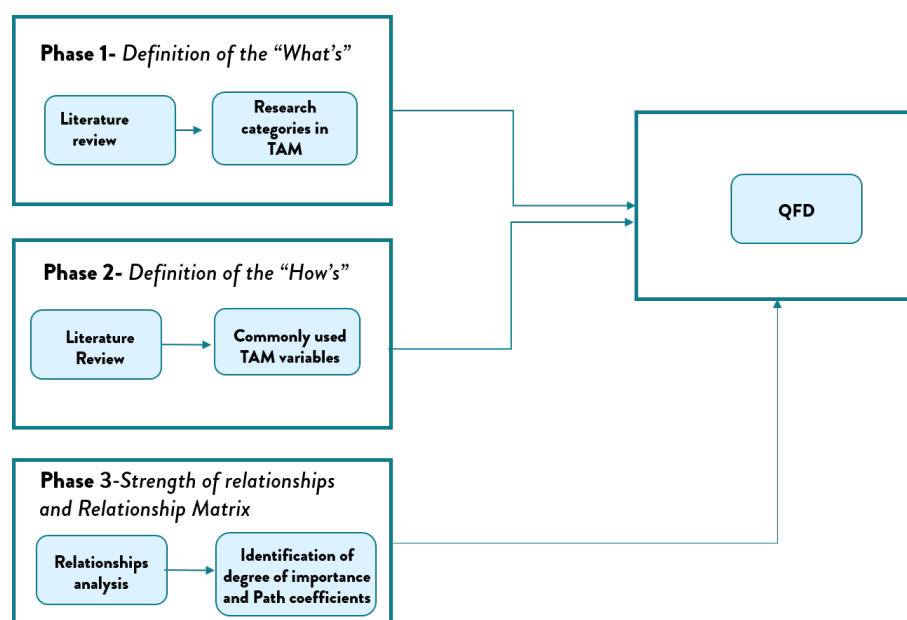 Phase 1- Definition of the “What's”
Literature
review
Research
categories in
TAM
QFD
Phase 2- Definition of the “How's”
Literature
Review
Commonly used
TAM variables
Phase 3-Strength of relationships
and Relationship Matrix
Relationships
analysis
Identification of
degree of importance
and Path coefficients